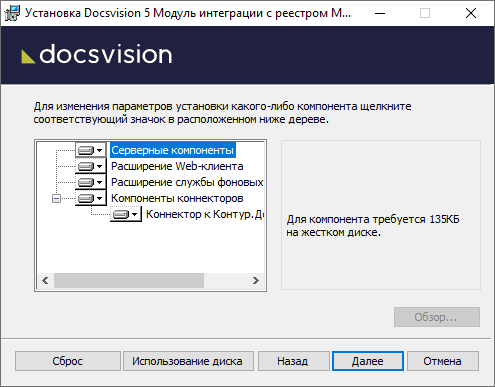 Установка Docsvision 5 Модуль интеграции с реестром М...
docsvision
Для изменения параметров установки какого-либо компонента щелкните
соответствующий значок в расположенном ниже дереве.
Серверные компоненты
Расширение Web-клиента
Расширение службы фоновых
Компоненты коннекторов
Коннектор к Контур.До
Для компонента требуется 135КБ
на жестком диске.
Обзор...
Сброс
Использование диска
Назад
Далее
Отмена